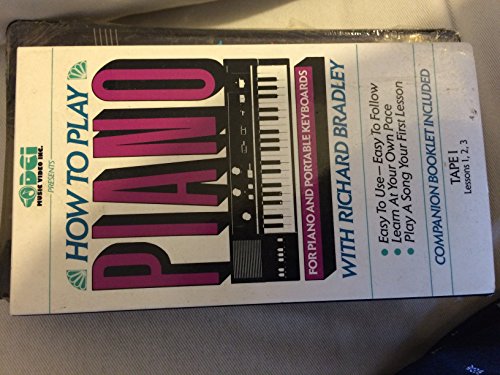 DCI
MUSIC VIDEO INC.
PRESENTS
HOW TO PLAY
PIANO
FOR PIANO AND PORTABLE KEYBOARDS
WITH RICHARD BRADLEY
• Easy To Use—Easy To Follow
• Learn At Your Own Pace
• Play A Song Your First Lesson
COMPANION BOOKLET INCLUDED
TAPE I
Lessons 1, 2, 3